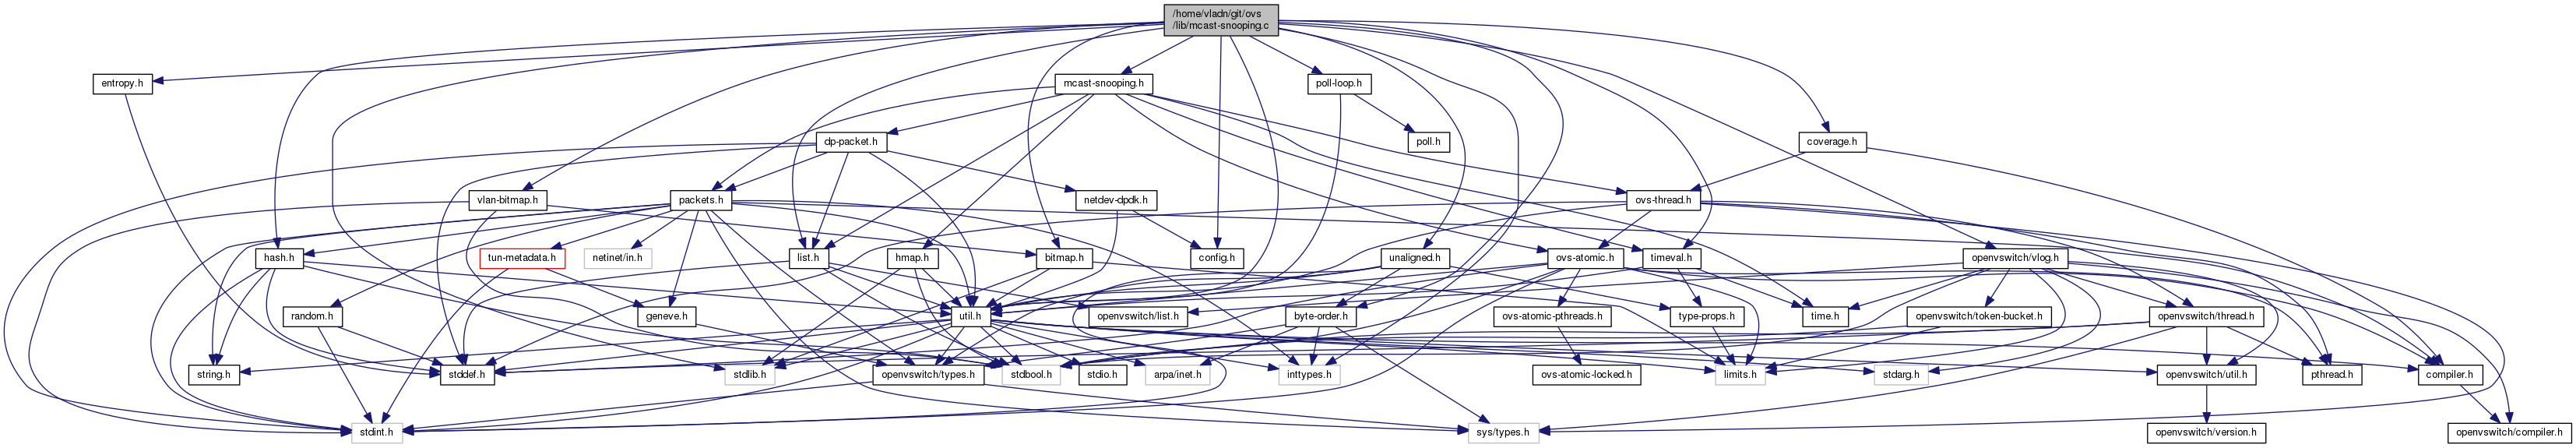 /home/vladn/git/ovs
/lib/mcast-snooping.c
entropy.h
mcast-snooping.h
poll-loop.h
dp-packet.h
poll.h
coverage.h
vlan-bitmap.h
packets.h
netdev-dpdk.h
ovs-thread.h
hash.h
tun-metadata.h
netinet/in.h
list.h
hmap.h
bitmap.h
config.h
unaligned.h
ovs-atomic.h
timeval.h
openvswitch/vlog.h
random.h
geneve.h
util.h
openvswitch/list.h
byte-order.h
ovs-atomic-pthreads.h
type-props.h
time.h
openvswitch/token-bucket.h
openvswitch/thread.h
string.h
stddef.h
stdlib.h
openvswitch/types.h
stdbool.h
stdio.h
arpa/inet.h
inttypes.h
ovs-atomic-locked.h
limits.h
stdarg.h
openvswitch/util.h
pthread.h
compiler.h
stdint.h
sys/types.h
openvswitch/version.h
openvswitch/compiler.h